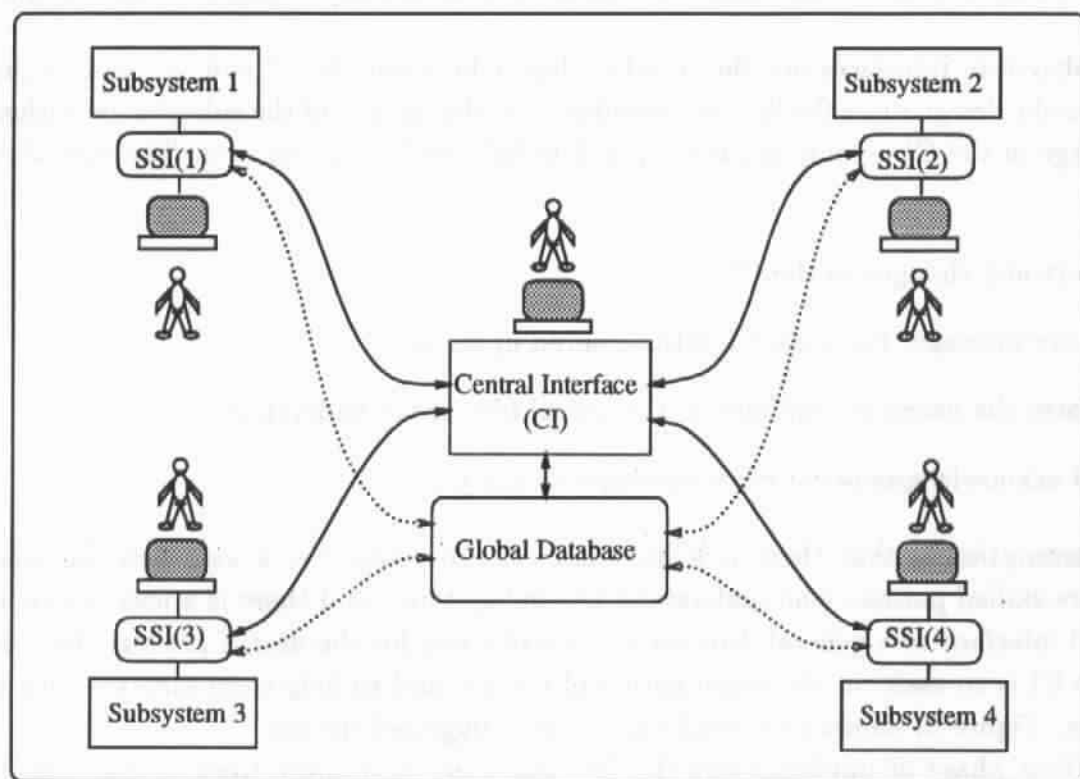 Subsystem 1
Subsystem 2
SSI(1)
SSI(2)
Central Interface
(CI)
Global Database
SSI(3)
SSI(4)
Subsystem 3
Subsystem 4